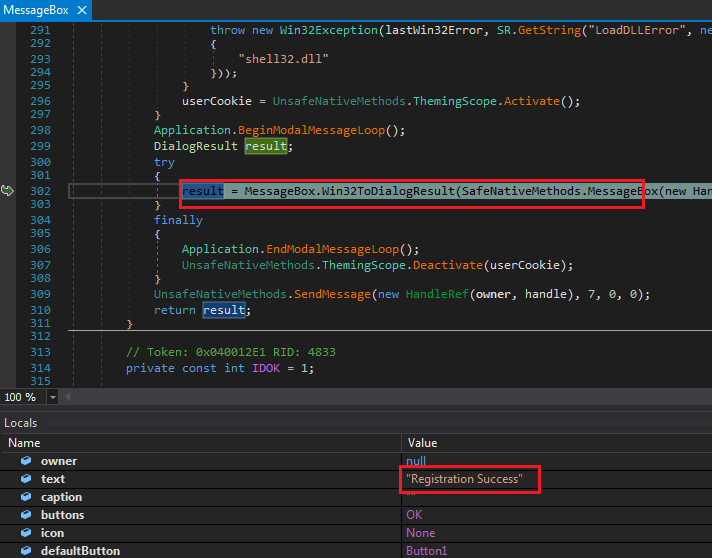 MessageBox ×
291 throw new Win32Exception(lastWin32Error, SR.GetString("LoadDLLError", ne
292 {
293 "shell32.dll"
294 }));
295 }
296 userCookie = UnsafeNativeMethods.ThemingScope.Activate();
297 }
298 Application.BeginModalMessageLoop();
299 DialogResult result;
300 try
301 {
302 result = MessageBox.Win32ToDialogResult(SafeNativeMethods.MessageBox(new Han
303 }
304 finally
305 {
306 Application.EndModalMessageLoop();
307 UnsafeNativeMethods.ThemingScope.Deactivate(userCookie);
308 }
309 UnsafeNativeMethods.SendMessage(new HandleRef(owner, handle), 7, 0, 0);
310 return result;
311 }
312
313 // Token: 0x040012E1 RID: 4833
314 private const int IDOK = 1;
315
100 %
Locals
Name Value
owner null
text "Registration Success"
caption ""
buttons OK
icon None
defaultButton Button1